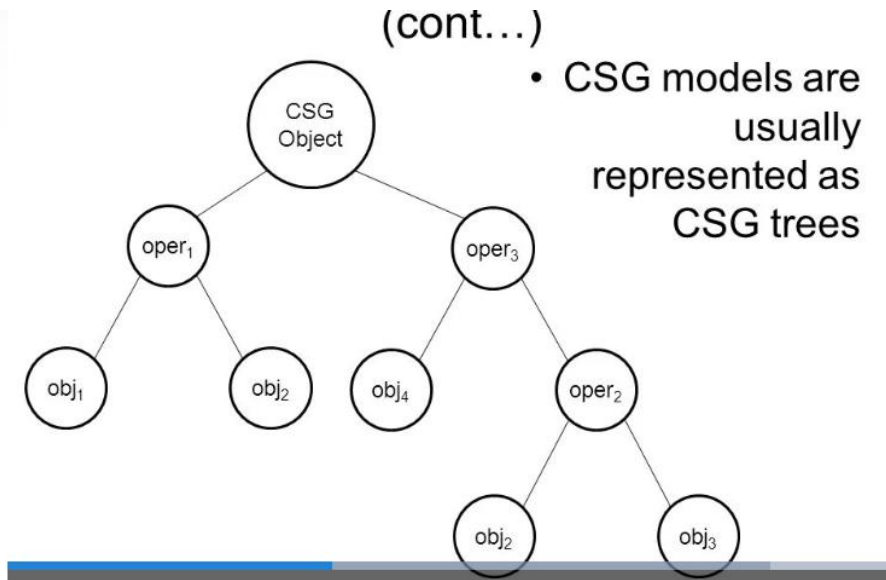 (cont…)
• CSG models are
usually
represented as
CSG trees
CSG
Object
oper₁
oper₃
obj₁
obj₂
obj₄
oper₂
obj₂
obj₃